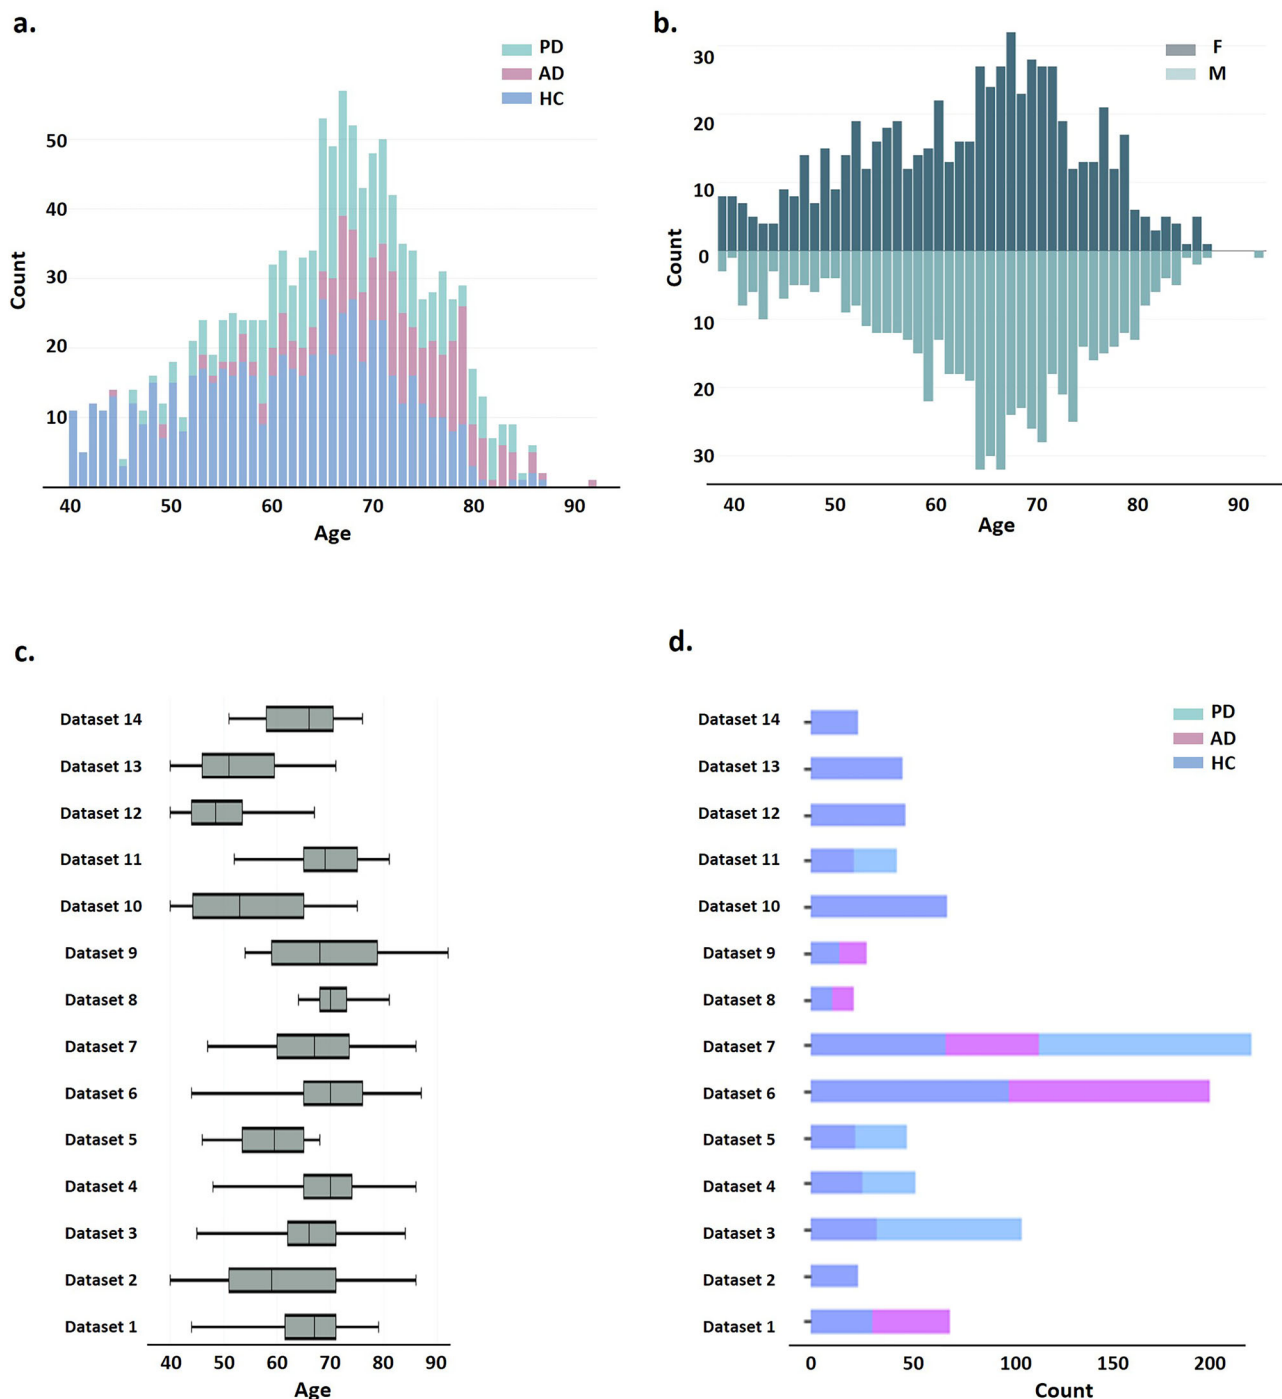 a.
PD
AD
HC
50
40
30
20
10
Count
40 50 60 70 80 90
Age
b.
F
M
30
20
10
0
10
20
30
Count
40 50 60 70 80 90
Age
c.
Dataset 14
Dataset 13
Dataset 12
Dataset 11
Dataset 10
Dataset 9
Dataset 8
Dataset 7
Dataset 6
Dataset 5
Dataset 4
Dataset 3
Dataset 2
Dataset 1
40 50 60 70 80 90
Age
d.
PD
AD
HC
Dataset 14
Dataset 13
Dataset 12
Dataset 11
Dataset 10
Dataset 9
Dataset 8
Dataset 7
Dataset 6
Dataset 5
Dataset 4
Dataset 3
Dataset 2
Dataset 1
0 50 100 150 200
Count